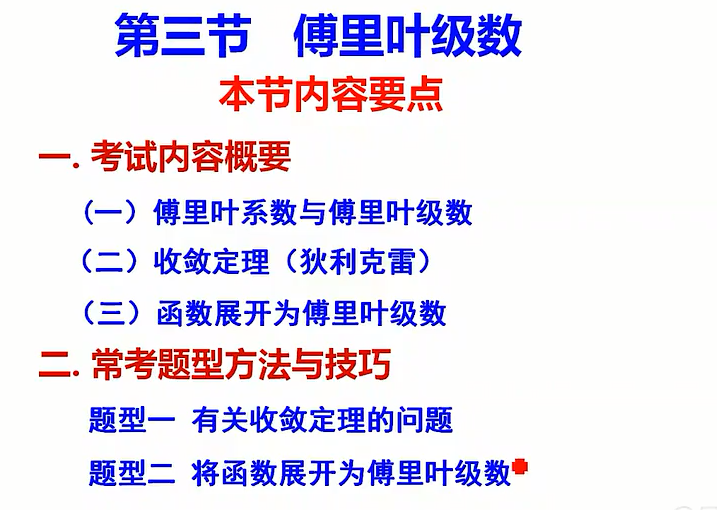 第三节 傅里叶级数
本节内容要点
一. 考试内容概要
（一）傅里叶系数与傅里叶级数
（二）收敛定理（狄利克雷）
（三）函数展开为傅里叶级数
二. 常考题型方法与技巧
题型一 有关收敛定理的问题
题型二 将函数展开为傅里叶级数